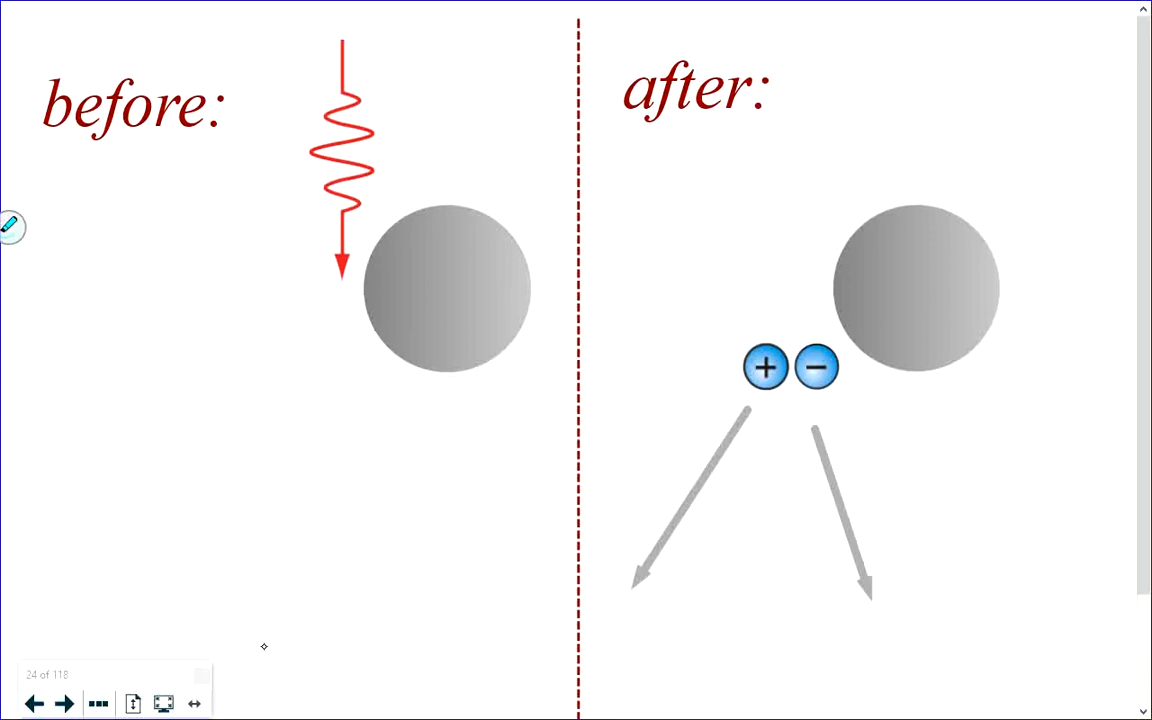 before:
after:
+
−
24 of 118